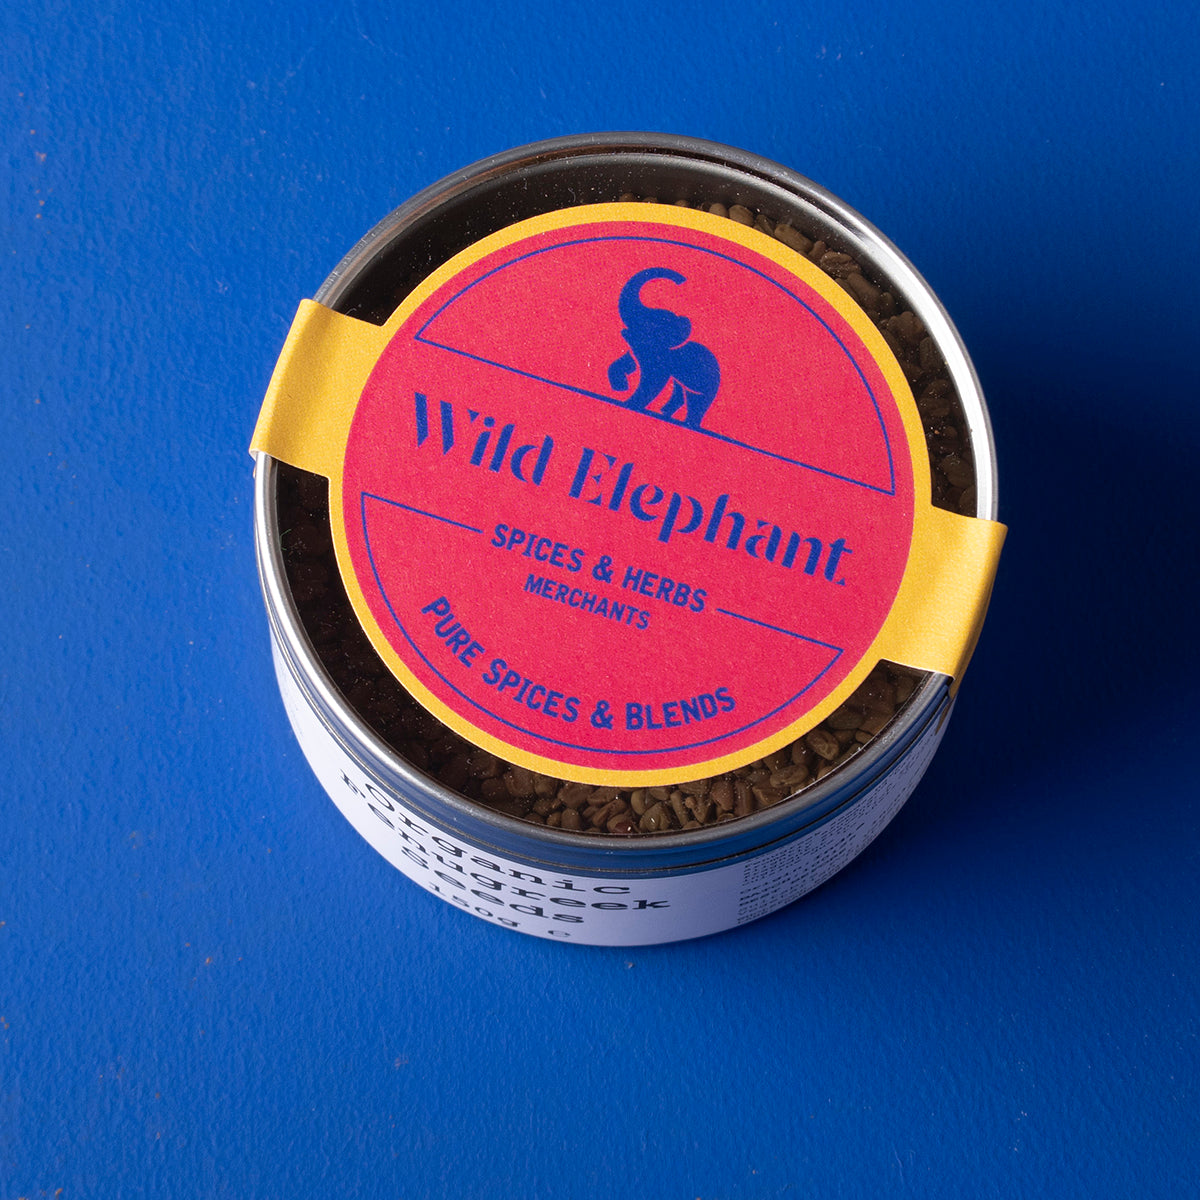 Wild Elephant
SPICES & HERBS
MERCHANTS
PURE SPICES & BLENDS
Organic
Fenugreek
seeds
150g e